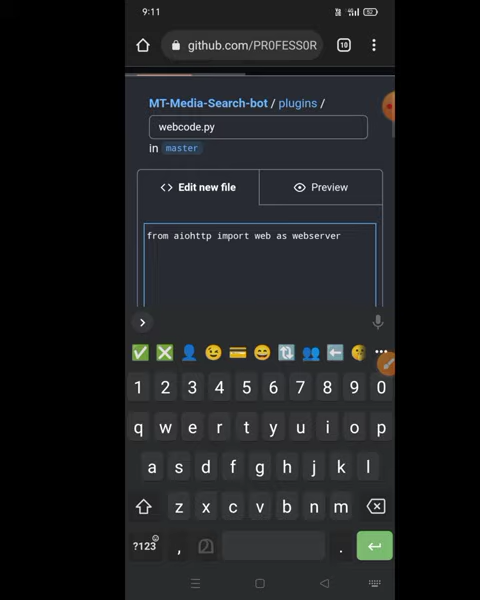 9:11
52
github.com/PR0FESS0R
10
MT-Media-Search-bot / plugins /
webcode.py
in master
<> Edit new file
Preview
from aiohttp import web as webserver
1 2 3 4 5 6 7 8 9 0
q w e r t y u i o p
a s d f g h j k l
z x c v b n m
?123 , .